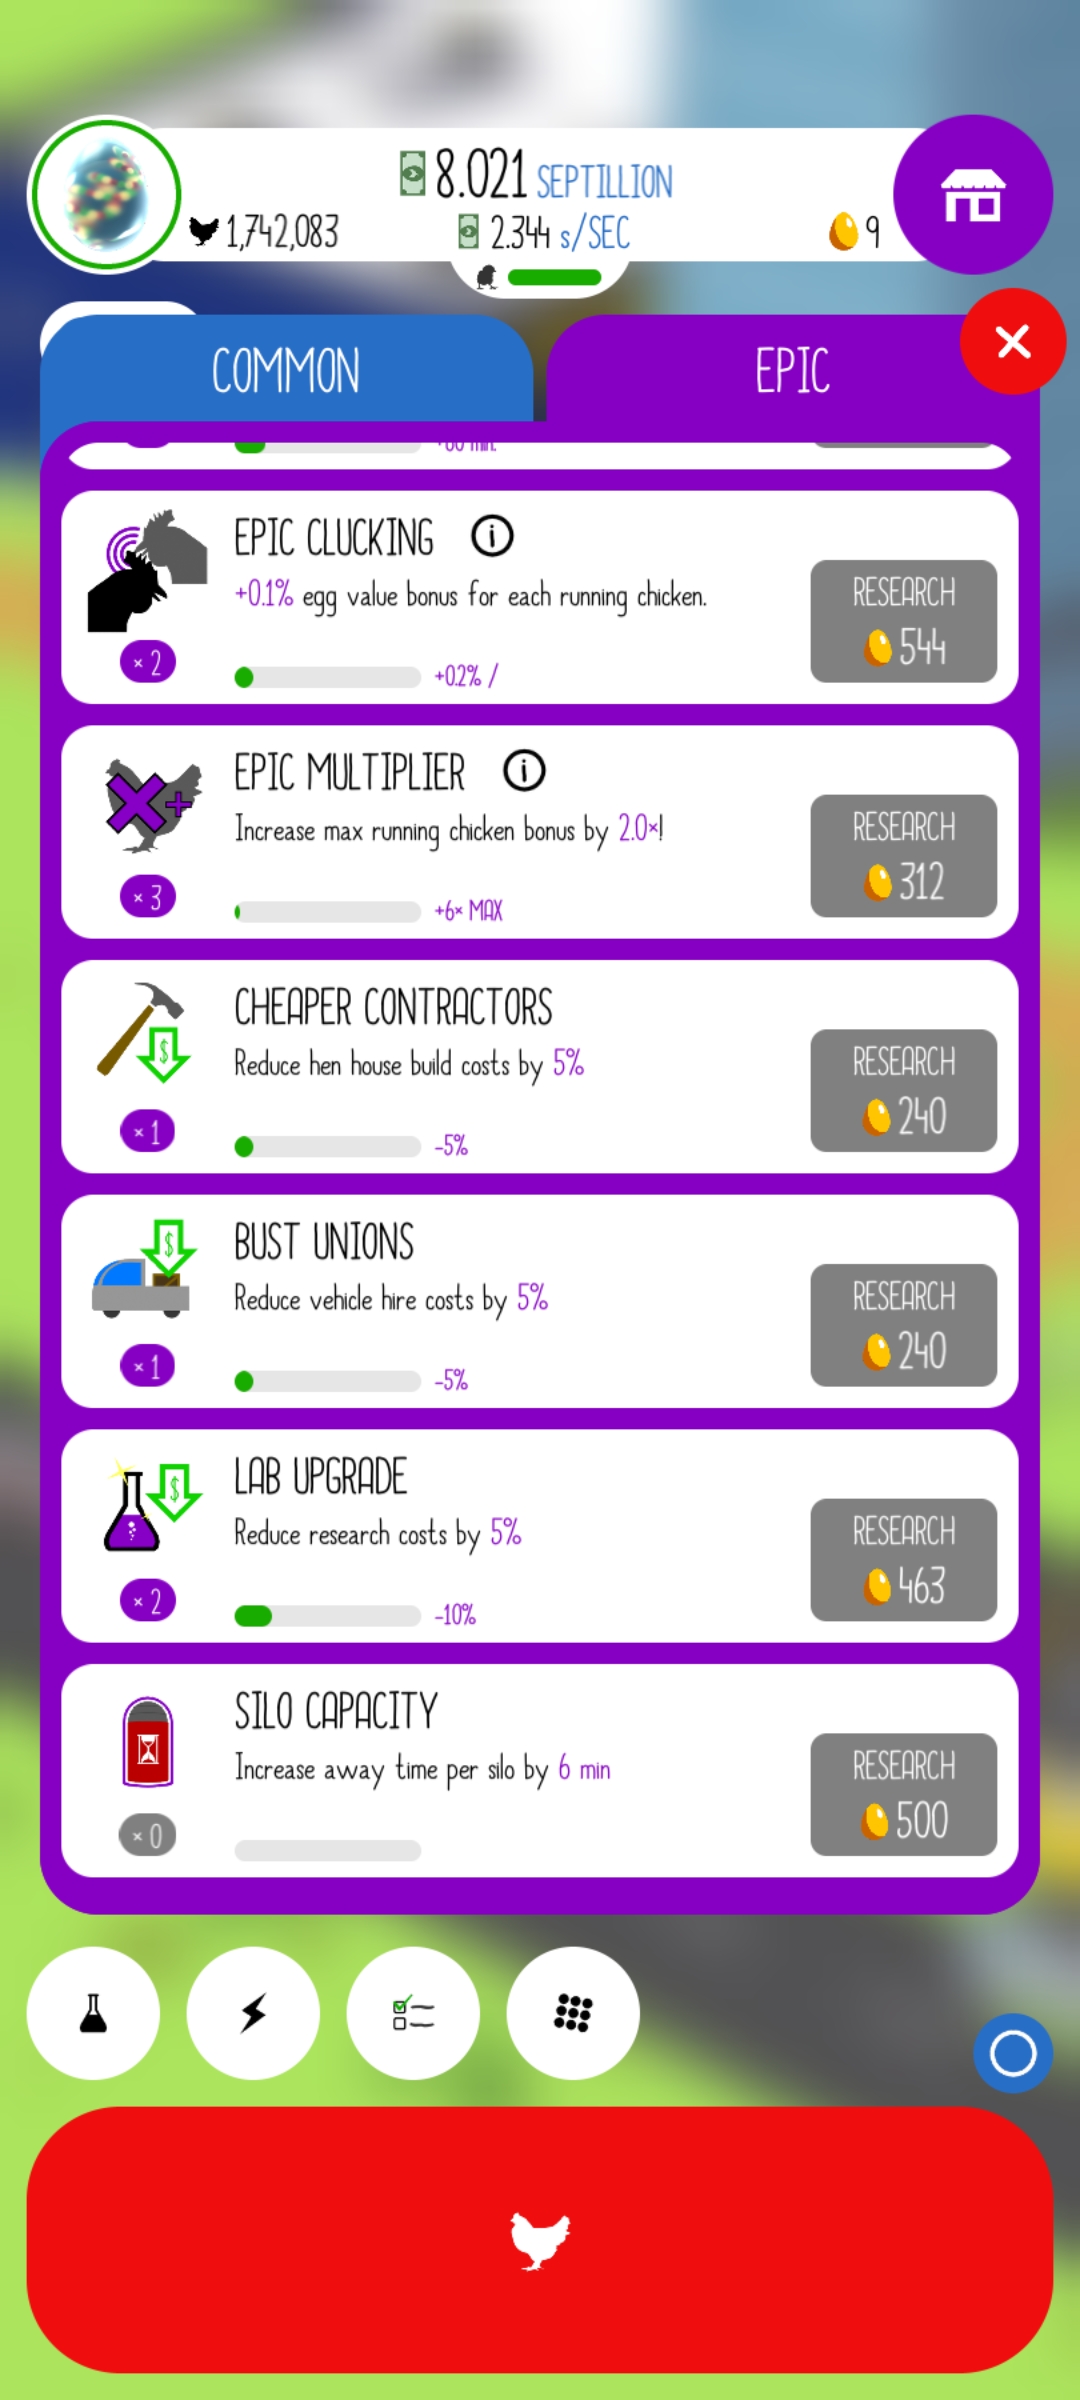 8.021 SEPTILLION
1,742,083
2.344 s/SEC
9
COMMON
EPIC
EPIC CLUCKING
+0.1% egg value bonus for each running chicken.
RESEARCH
544
× 2
+0.2% /
EPIC MULTIPLIER
Increase max running chicken bonus by 2.0×!
RESEARCH
312
× 3
+6× MAX
CHEAPER CONTRACTORS
Reduce hen house build costs by 5%
RESEARCH
240
× 1
-5%
BUST UNIONS
Reduce vehicle hire costs by 5%
RESEARCH
240
× 1
-5%
LAB UPGRADE
Reduce research costs by 5%
RESEARCH
463
× 2
-10%
SILO CAPACITY
Increase away time per silo by 6 min
RESEARCH
500
× 0